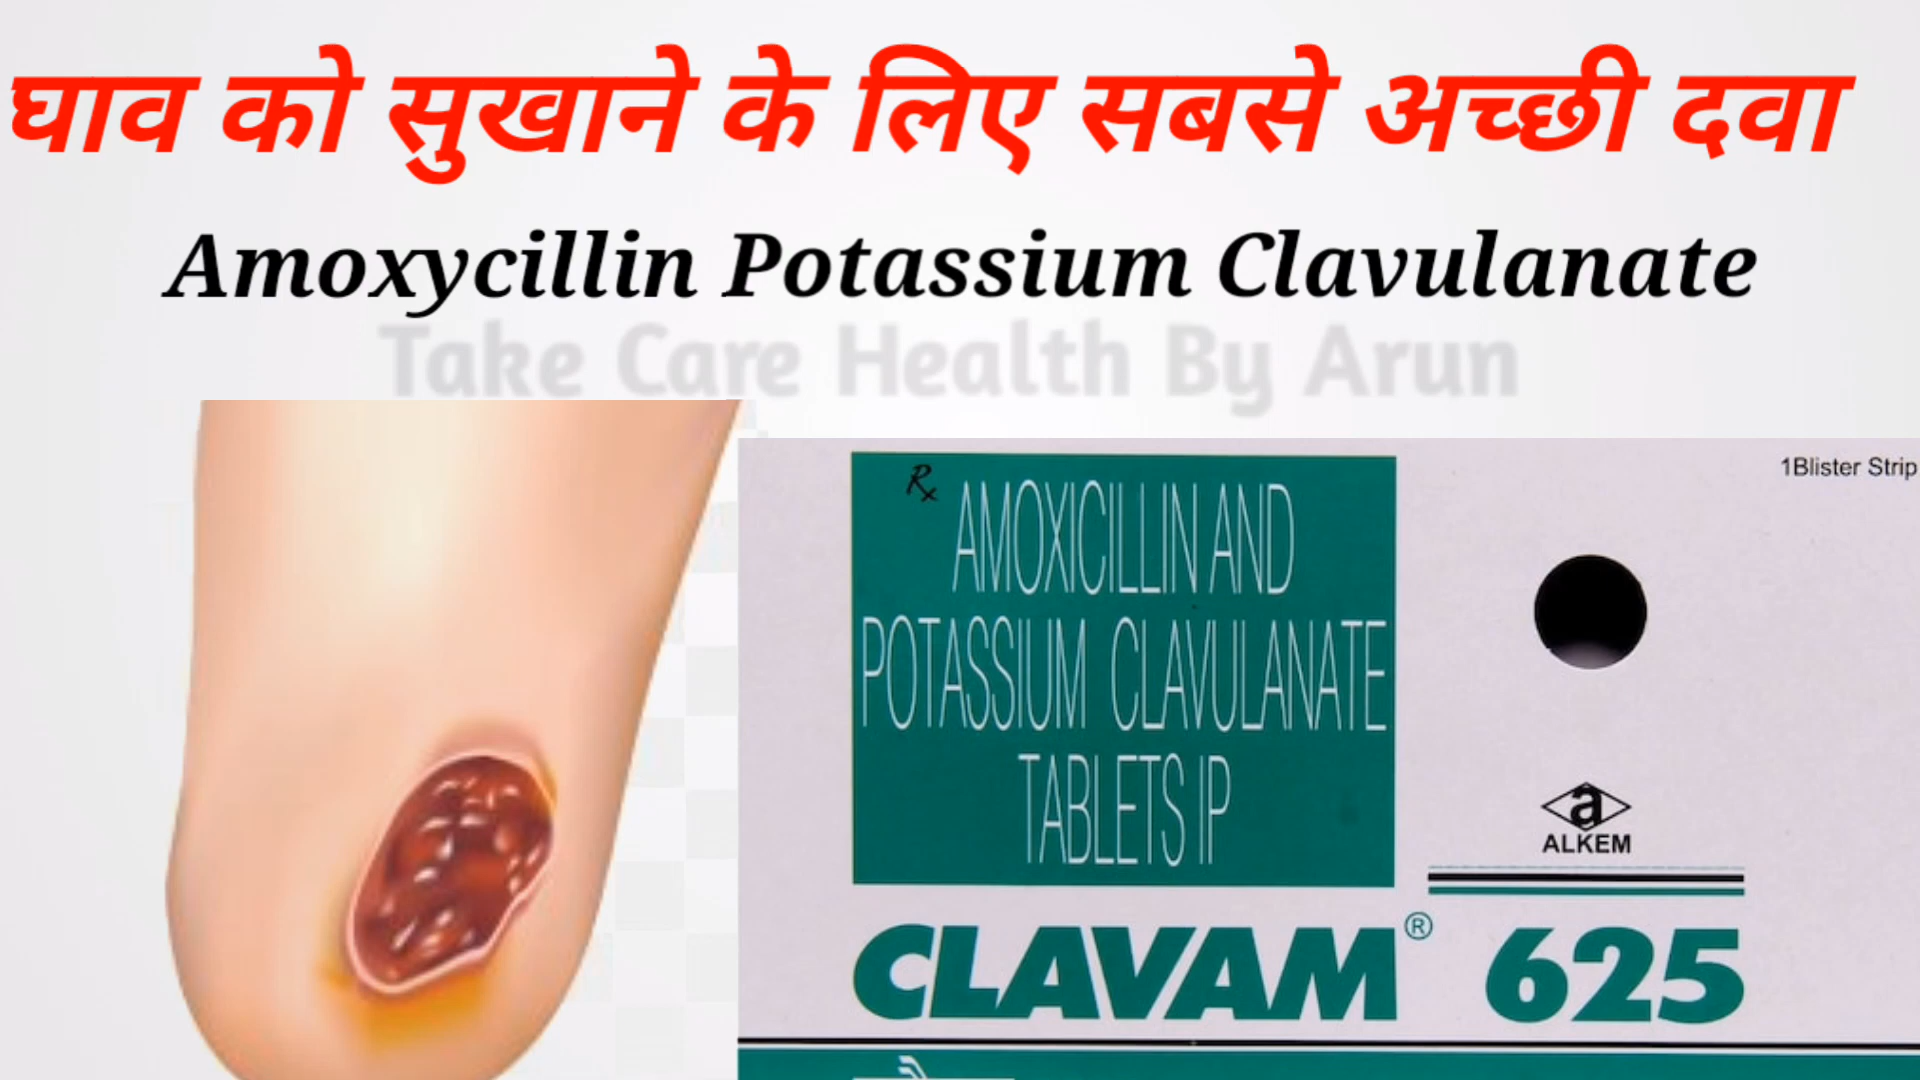 घाव को सुखाने के लिए सबसे अच्छी दवा
Amoxycillin Potassium Clavulanate
Take Care Health By Arun
1Blister Strip
Rx AMOXICILLIN AND
POTASSIUM CLAVULANATE
TABLETS IP
a
ALKEM
CLAVAM® 625